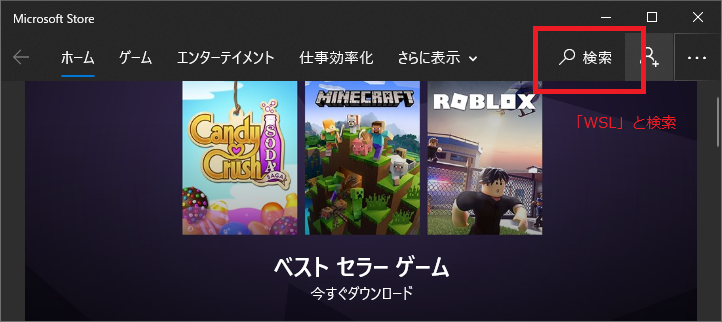 Microsoft Store
ホーム ゲーム エンターテイメント 仕事効率化 さらに表示 検索
「WSL」と検索
Candy Crush SODA SAGA
MINECRAFT
ROBLOX
ベスト セラー ゲーム
今すぐダウンロード